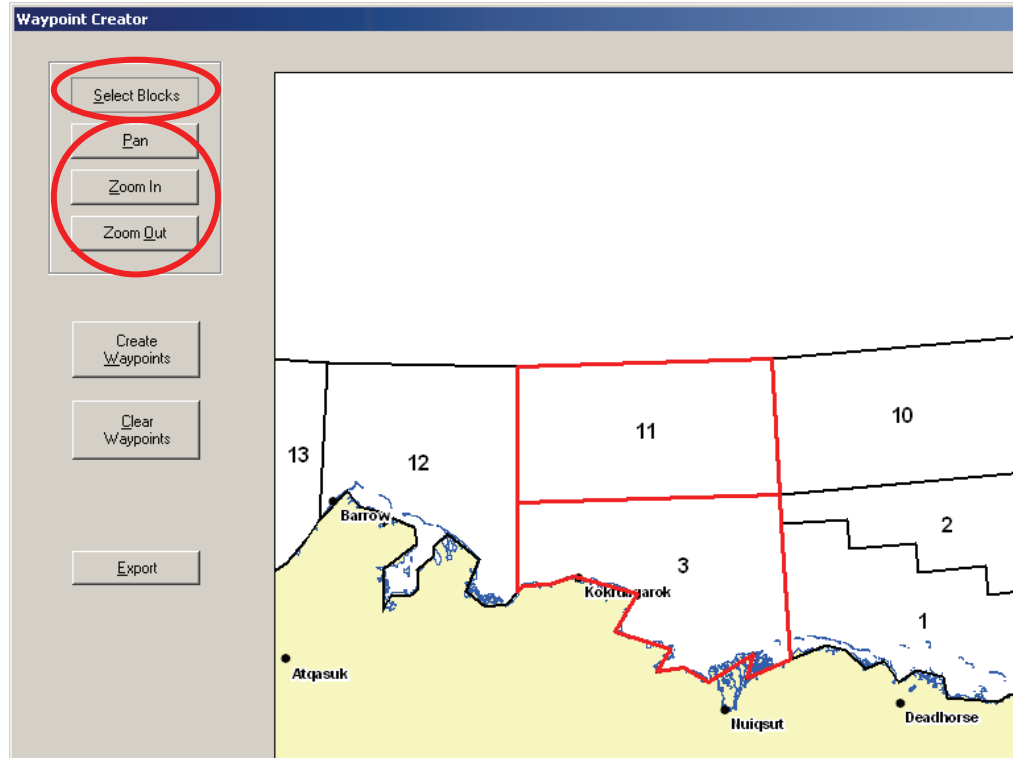 Waypoint Creator
Select Blocks
Pan
Zoom In
Zoom Out
Create
Waypoints
Clear
Waypoints
Export
11
10
13
12
Barrow
2
3
Kokruagarok
1
Atqasuk
Nuiqsut
Deadhorse